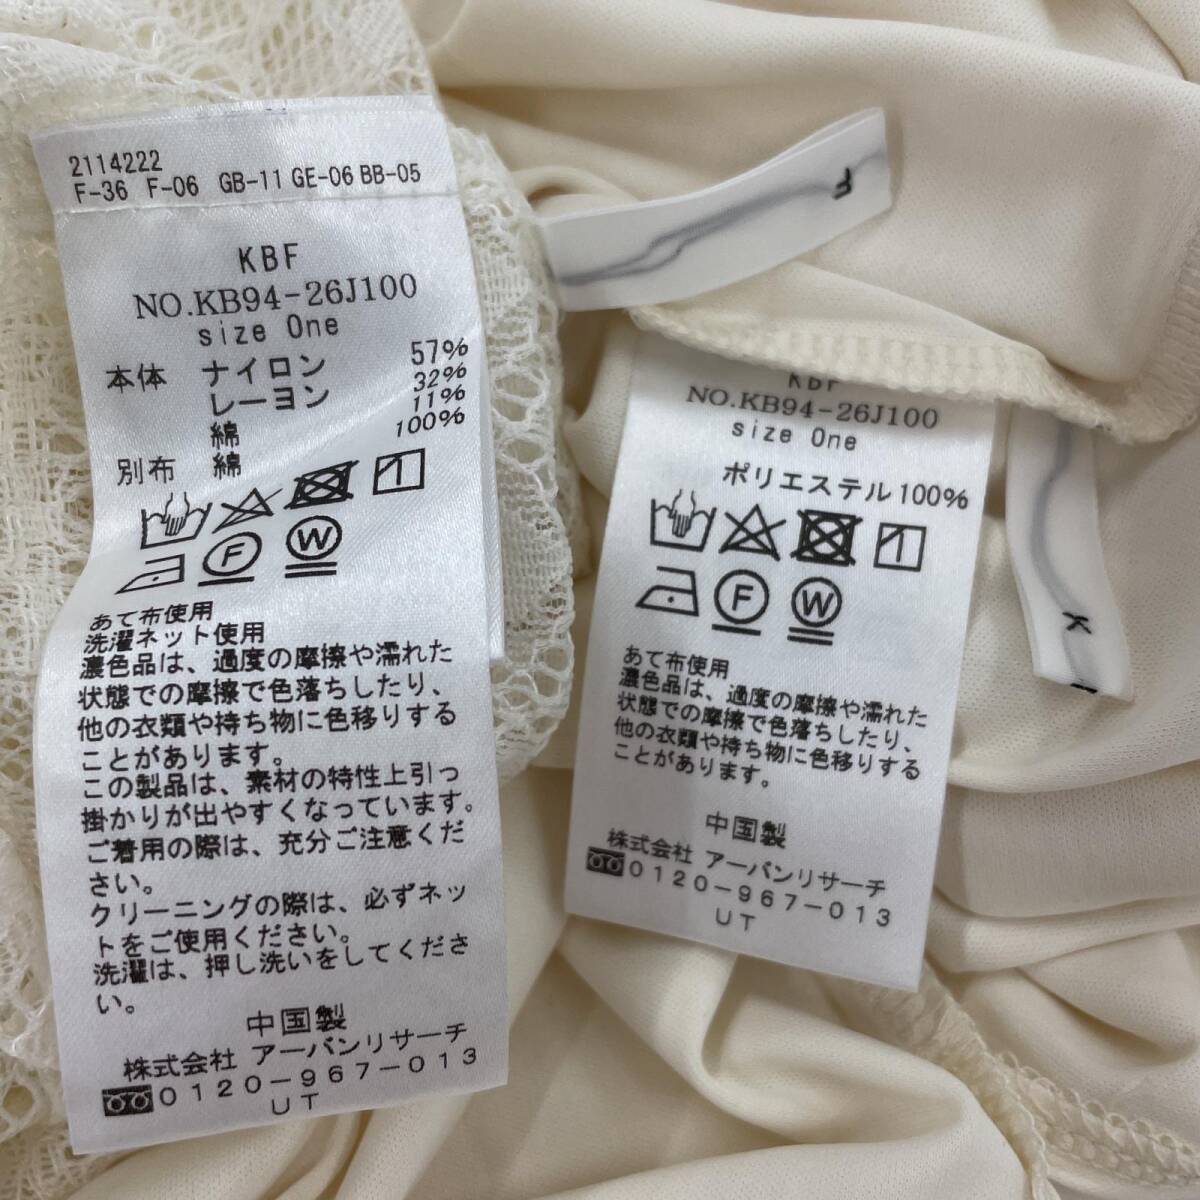 2114222
F-36 F-06 GB-11 GE-06 BB-05
KBF
NO.KB94-26J100
size One
本体 ナイロン 57%
レーヨン 32%
綿 11%
別布 綿 100%
F
W
あて布使用
洗濯ネット使用
濃色品は、過度の摩擦や濡れた
状態での摩擦で色落ちしたり、
他の衣類や持ち物に色移りする
ことがあります。
この製品は、素材の特性上引っ
掛かりが出やすくなっています。
ご着用の際は、充分ご注意くだ
さい。
クリーニングの際は、必ずネッ
トをご使用ください。
洗濯は、押し洗いをしてくださ
い。
中国製
株式会社 アーバンリサーチ
0120-967-013
UT
KBF
NO.KB94-26J100
size One
ポリエステル100%
F
W
あて布使用
濃色品は、過度の摩擦や濡れた
状態での摩擦で色落ちしたり、
他の衣類や持ち物に色移りする
ことがあります。
中国製
株式会社 アーバンリサーチ
0120-967-013
UT
F
K